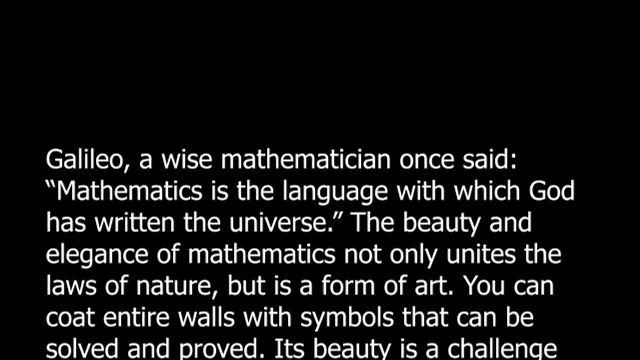 Galileo, a wise mathematician once said:
“Mathematics is the language with which God
has written the universe.” The beauty and
elegance of mathematics not only unites the
laws of nature, but is a form of art. You can
coat entire walls with symbols that can be
solved and proved. Its beauty is a challenge